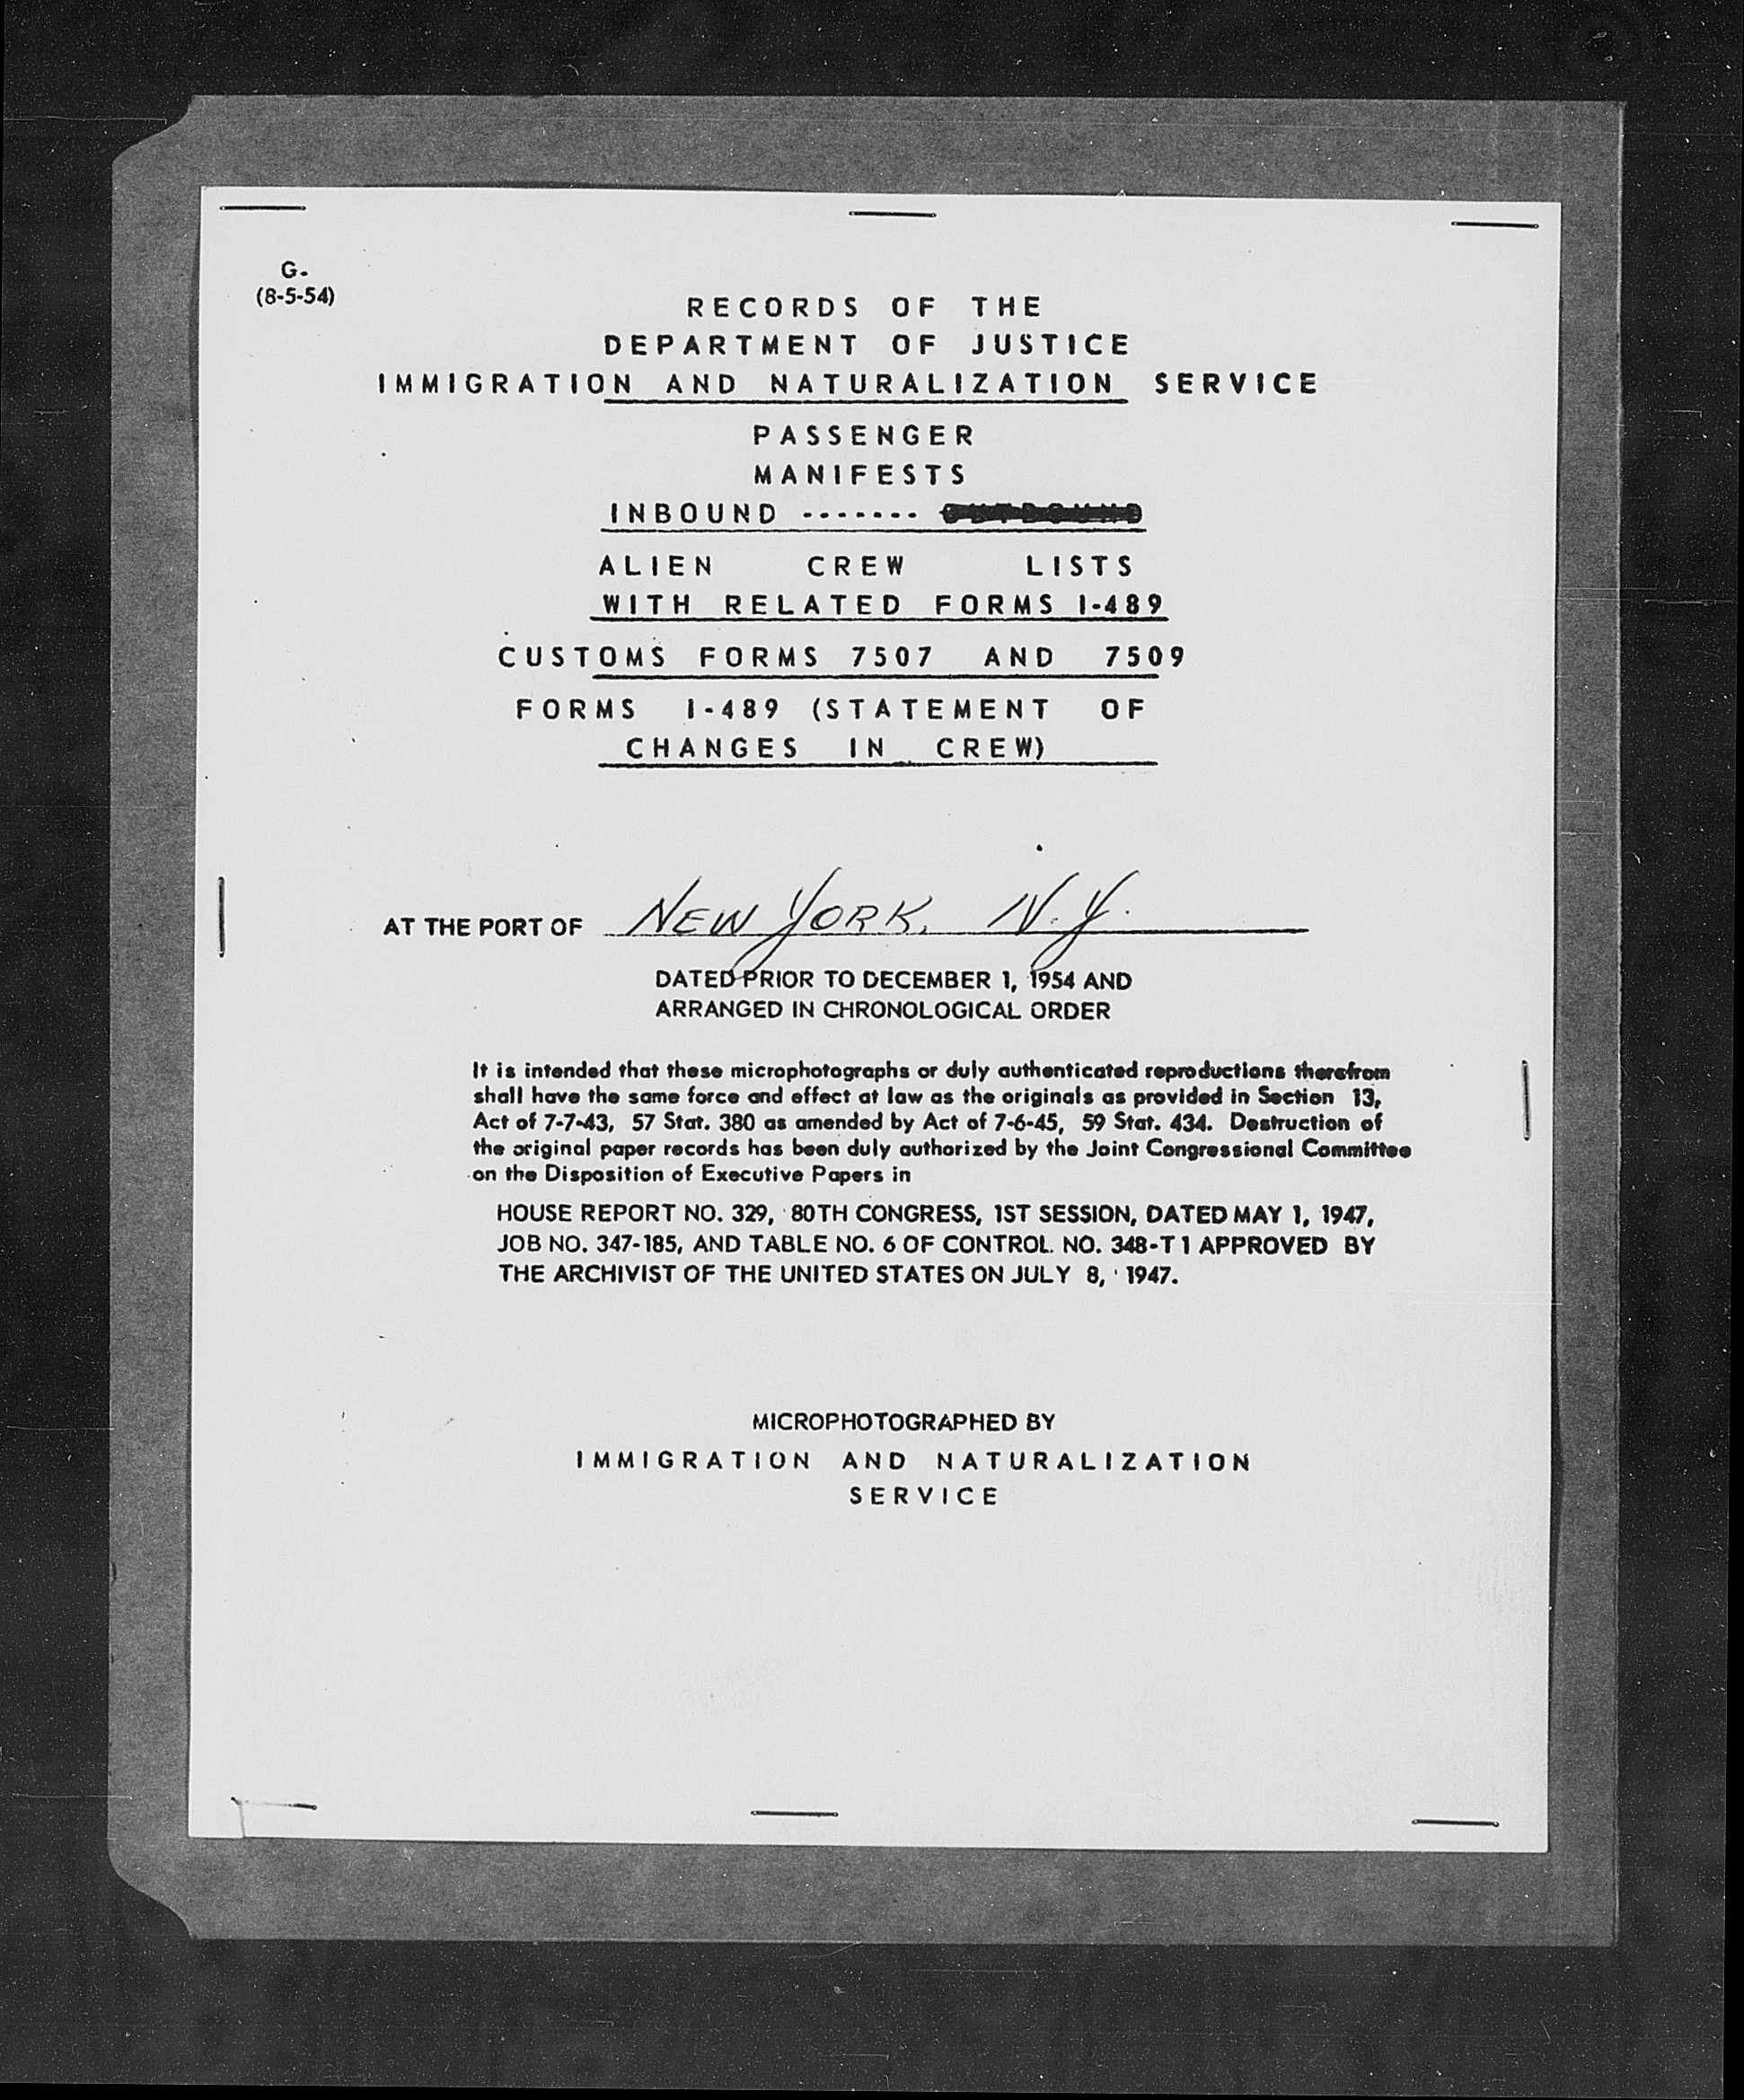 G-
(8-5-54)
RECORDS OF THE
DEPARTMENT OF JUSTICE
IMMIGRATION AND NATURALIZATION SERVICE
PASSENGER
MANIFESTS
INBOUND ------- OUTBOUND
ALIEN CREW LISTS
WITH RELATED FORMS I-489
CUSTOMS FORMS 7507 AND 7509
FORMS I-489 (STATEMENT OF
CHANGES IN CREW)
AT THE PORT OF NEW YORK, N.Y.
DATED PRIOR TO DECEMBER 1, 1954 AND
ARRANGED IN CHRONOLOGICAL ORDER
It is intended that these microphotographs or duly authenticated reproductions therefrom
shall have the same force and effect at law as the originals as provided in Section 13,
Act of 7-7-43, 57 Stat. 380 as amended by Act of 7-6-45, 59 Stat. 434. Destruction of
the original paper records has been duly authorized by the Joint Congressional Committee
on the Disposition of Executive Papers in
HOUSE REPORT NO. 329, 80TH CONGRESS, 1ST SESSION, DATED MAY 1, 1947,
JOB NO. 347-185, AND TABLE NO. 6 OF CONTROL NO. 348-T1 APPROVED BY
THE ARCHIVIST OF THE UNITED STATES ON JULY 8, 1947.
MICROPHOTOGRAPHED BY
IMMIGRATION AND NATURALIZATION
SERVICE